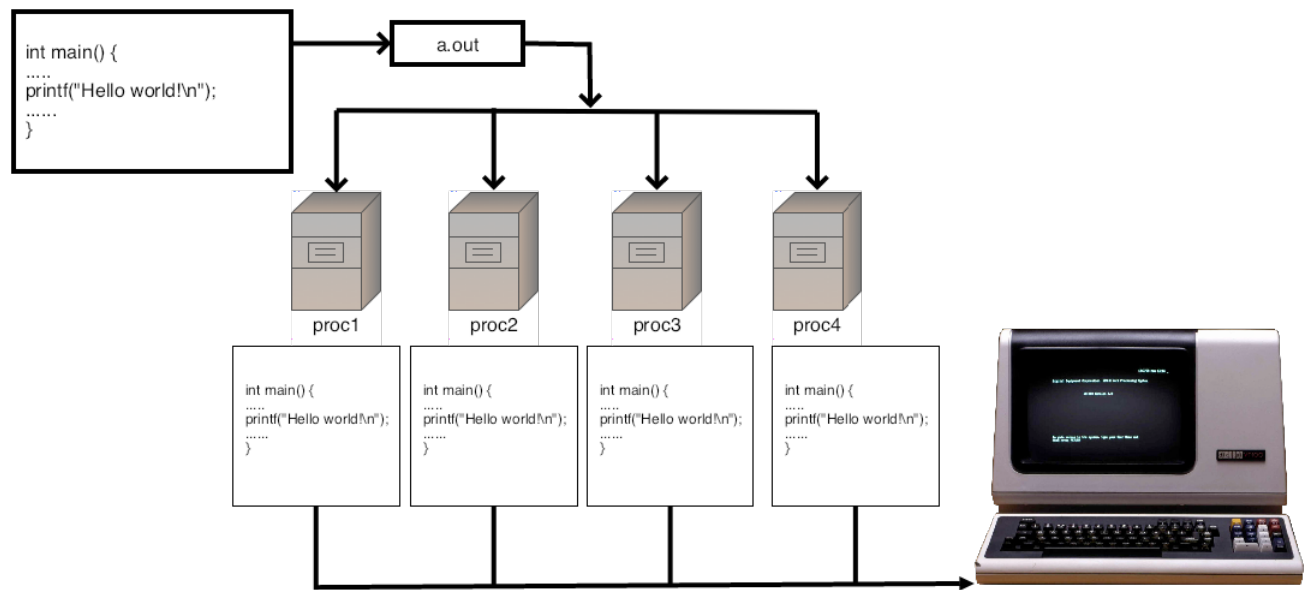 int main() {
.....
printf("Hello world!\n");
......
}
a.out
proc1
proc2
proc3
proc4
int main() {
.....
printf("Hello world!\n");
......
}
int main() {
.....
printf("Hello world!\n");
......
}
int main() {
.....
printf("Hello world!\n");
......
}
int main() {
.....
printf("Hello world!\n");
......
}